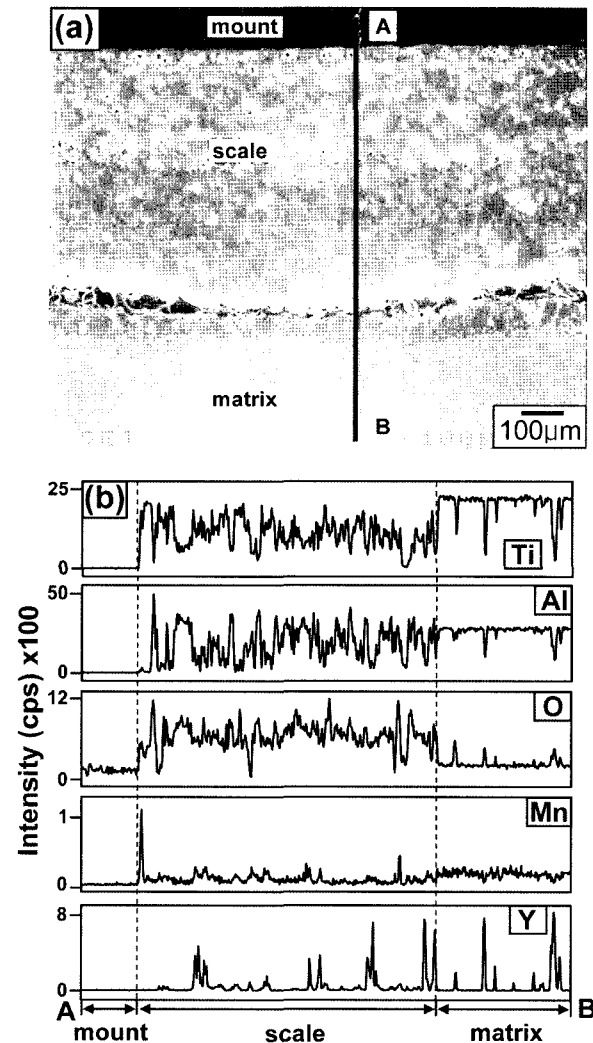 (a)
mount
A
scale
matrix
B
100μm
(b)
Intensity (cps) x100
25
0
Ti
50
0
Al
12
0
O
1
0
Mn
8
0
Y
A
B
mount
scale
matrix